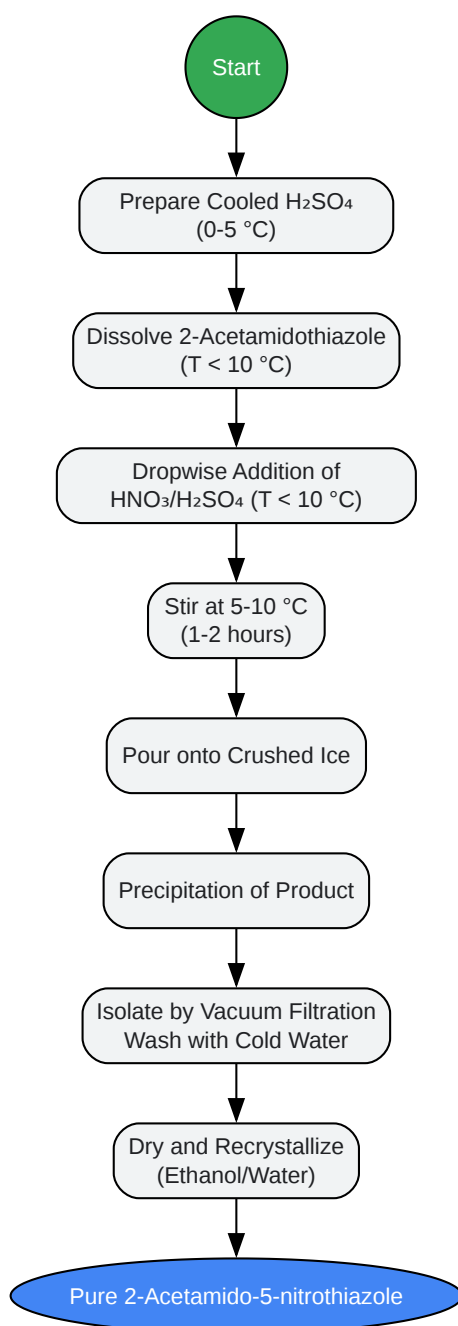 Start
Prepare Cooled H₂SO₄
(0-5 °C)
Dissolve 2-Acetamidothiazole
(T < 10 °C)
Dropwise Addition of
HNO₃/H₂SO₄ (T < 10 °C)
Stir at 5-10 °C
(1-2 hours)
Pour onto Crushed Ice
Precipitation of Product
Isolate by Vacuum Filtration
Wash with Cold Water
Dry and Recrystallize
(Ethanol/Water)
Pure 2-Acetamido-5-nitrothiazole